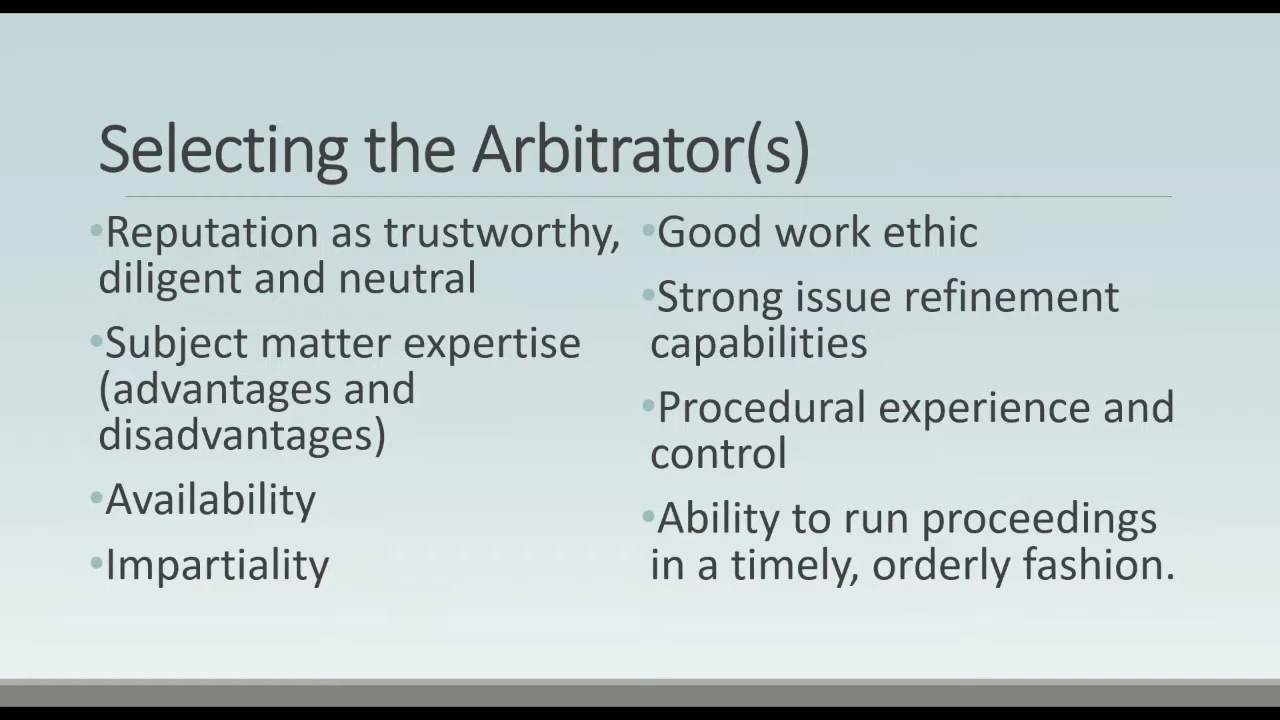 Selecting the Arbitrator(s)
•Reputation as trustworthy,
diligent and neutral
•Subject matter expertise
(advantages and
disadvantages)
•Availability
•Impartiality
•Good work ethic
•Strong issue refinement
capabilities
•Procedural experience and
control
•Ability to run proceedings
in a timely, orderly fashion.